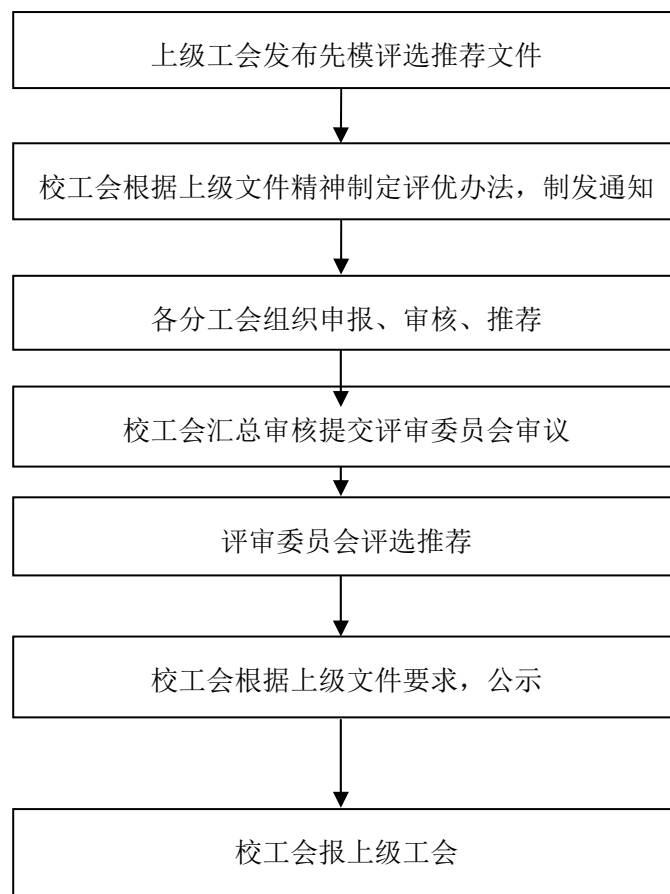 上级工会发布先模评选推荐文件
校工会根据上级文件精神制定评优办法，制发通知
各分工会组织申报、审核、推荐
校工会汇总审核提交评审委员会审议
评审委员会评选推荐
校工会根据上级文件要求，公示
校工会报上级工会